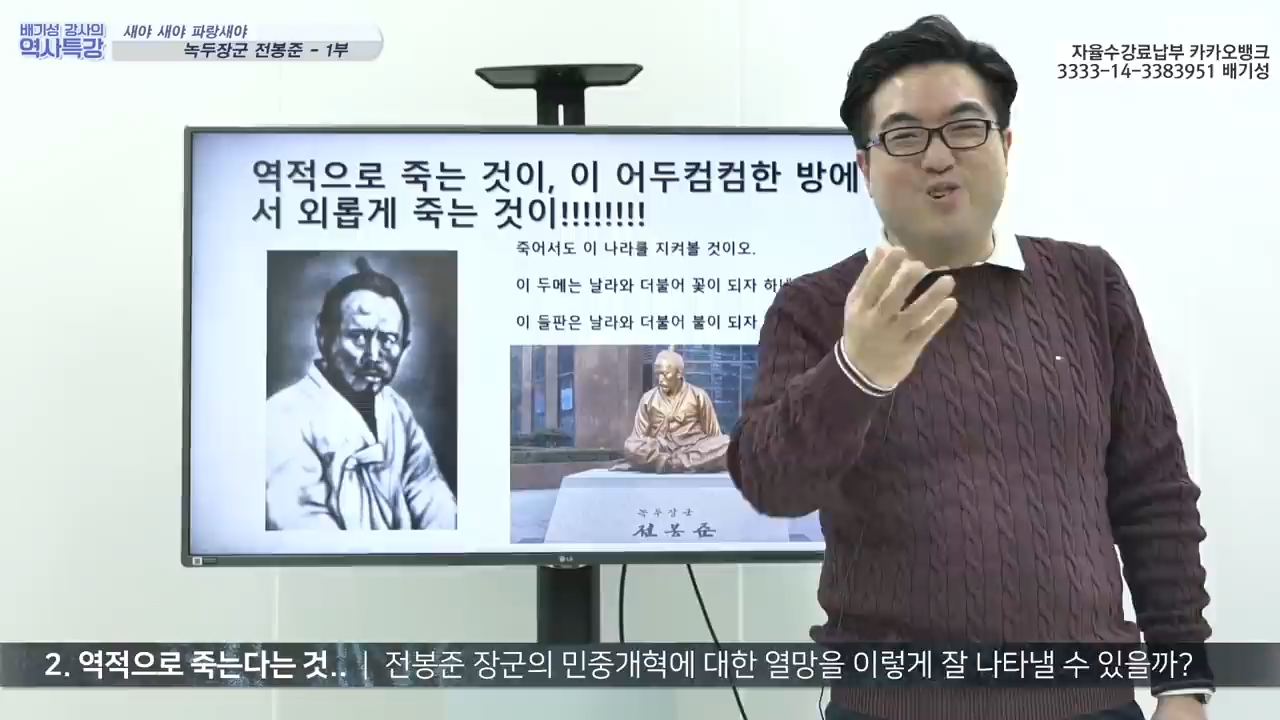 배기성 강사의
역사특강
새야 새야 파랑새야
녹두장군 전봉준 - 1부
자율수강료납부 카카오뱅크
3333-14-3383951 배기성
역적으로 죽는 것이, 이 어두컴컴한 방에
서 외롭게 죽는 것이!!!!!!!!
죽어서도 이 나라를 지켜볼 것이오.
이 두메는 날라와 더불어 꽃이 되자 하네
이 들판은 날라와 더불어 불이 되자
녹두장군
전봉준
LG
2. 역적으로 죽는다는 것.. | 전봉준 장군의 민중개혁에 대한 열망을 이렇게 잘 나타낼 수 있을까?